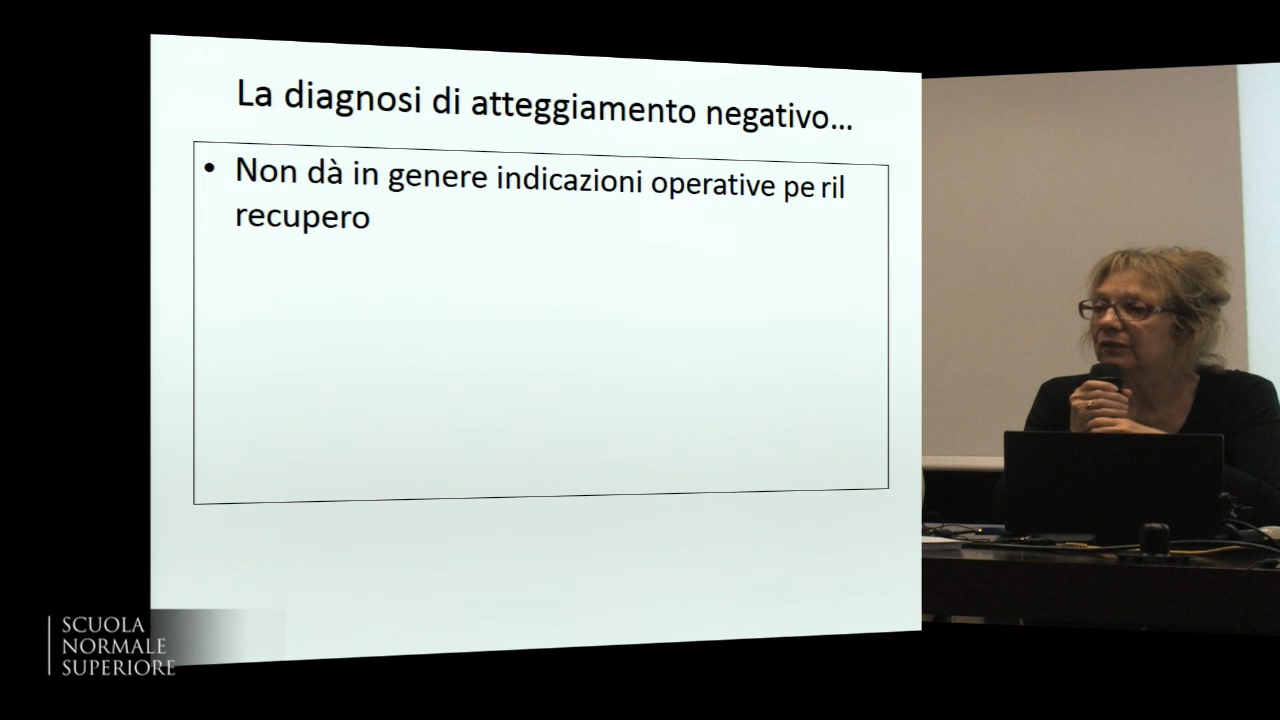 La diagnosi di atteggiamento negativo...
• Non dà in genere indicazioni operative pe ril
recupero
SCUOLA
NORMALE
SUPERIORE